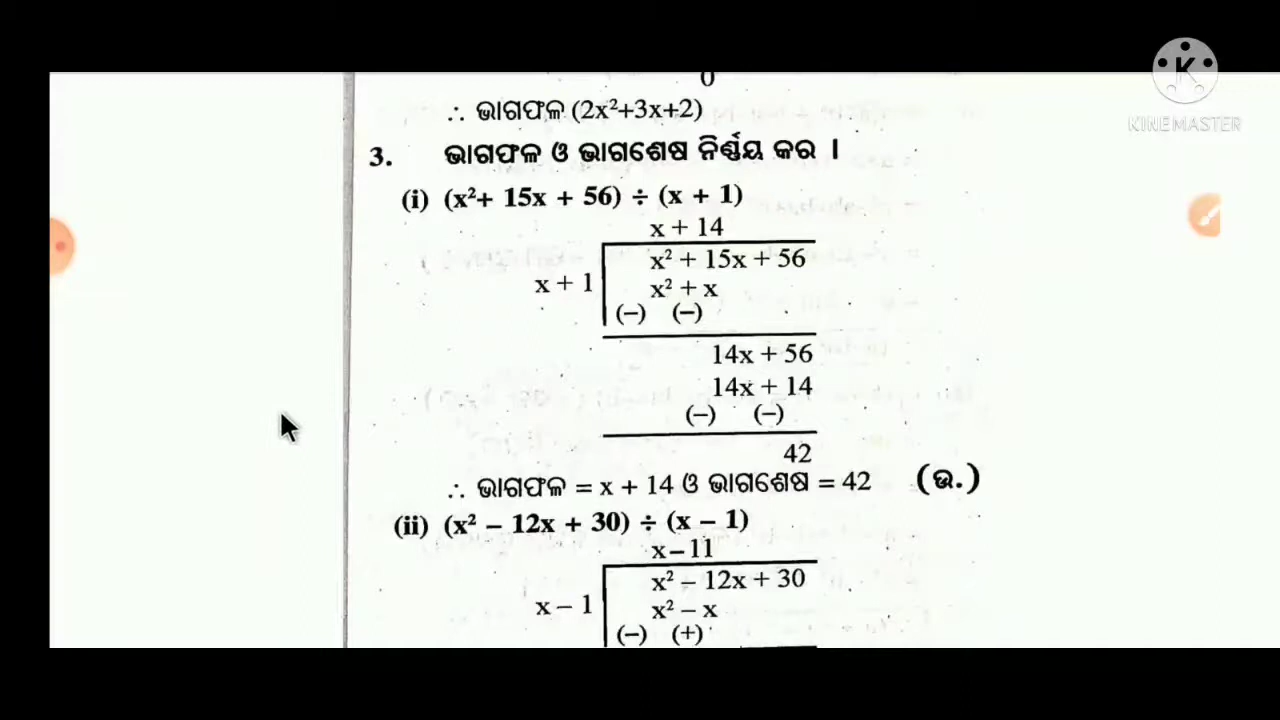 0
∴ ଭାଗଫଳ (2x²+3x+2)
3. ଭାଗଫଳ ଓ ଭାଗଶେଷ ନିର୍ଣ୍ଣୟ କର ।
(i) (x²+ 15x + 56) ÷ (x + 1)
x + 14
x² + 15x + 56
x + 1
x² + x
(–) (–)
14x + 56
14x + 14
(–) (–)
42
∴ ଭାଗଫଳ = x + 14 ଓ ଭାଗଶେଷ = 42 (ଉ.)
(ii) (x² – 12x + 30) ÷ (x – 1)
x – 11
x² – 12x + 30
x – 1
x² – x
(–) (+)
K
KINEMASTER